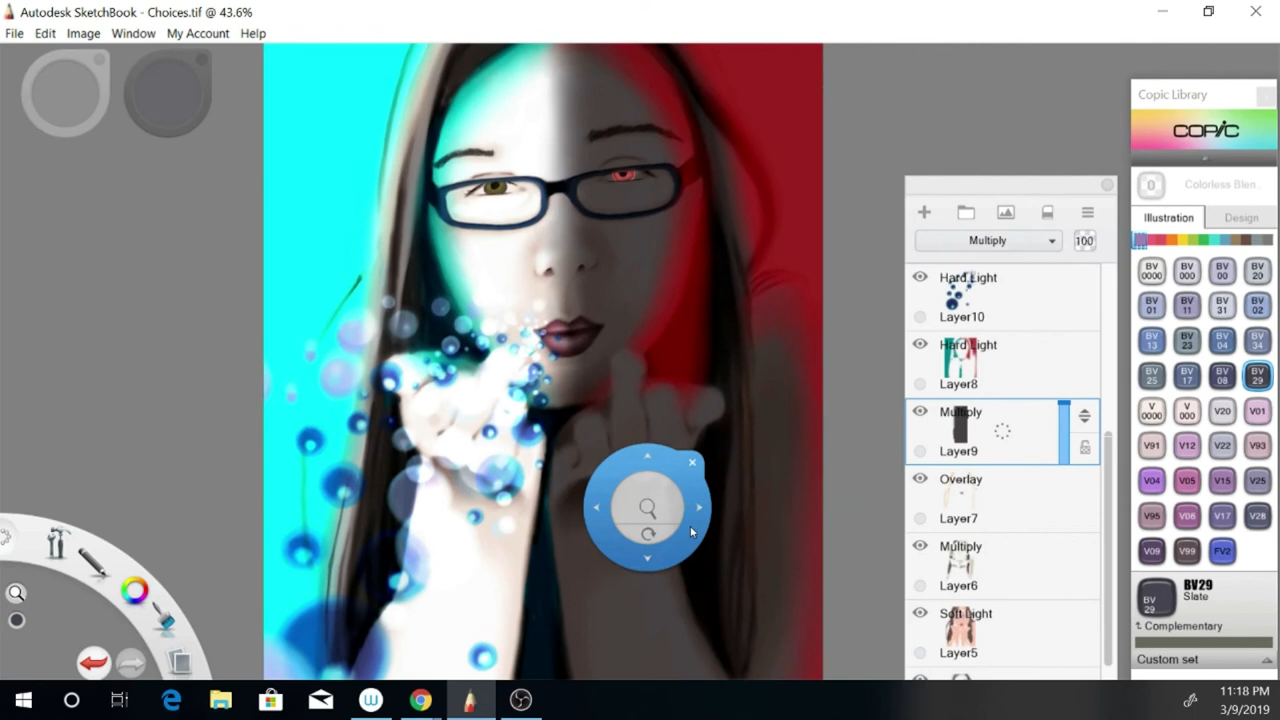 Autodesk SketchBook - Choices.tif @ 43.6%
File Edit Image Window My Account Help
Copic Library
COPIC
0 Colorless Blen..
Illustration Design
Multiply 100
Hard Light
Layer10
Hard Light
Layer8
Multiply
Layer9
Overlay
Layer7
Multiply
Layer6
Soft Light
Layer5
BV 0000 BV 000 BV 00 BV 20
BV 01 BV 11 BV 31 BV 02
BV 13 BV 23 BV 04 BV 34
BV 25 BV 17 BV 08 BV 29
V 0000 V 000 V20 V01
V91 V12 V22 V93
V04 V05 V15 V25
V95 V06 V17 V28
V09 V99 FV2
BV 29 BV29
Slate
Complementary
Custom set
11:18 PM
3/9/2019